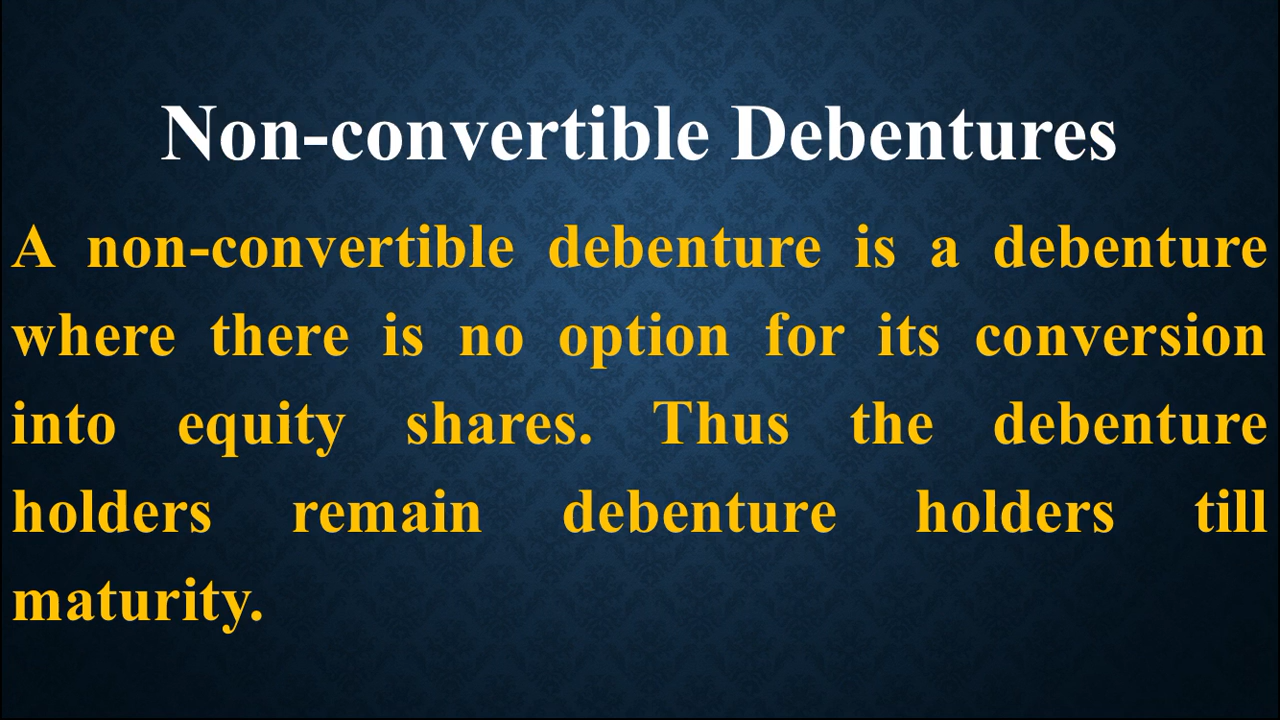 Non-convertible Debentures
A non-convertible debenture is a debenture
where there is no option for its conversion
into equity shares. Thus the debenture
holders remain debenture holders till
maturity.